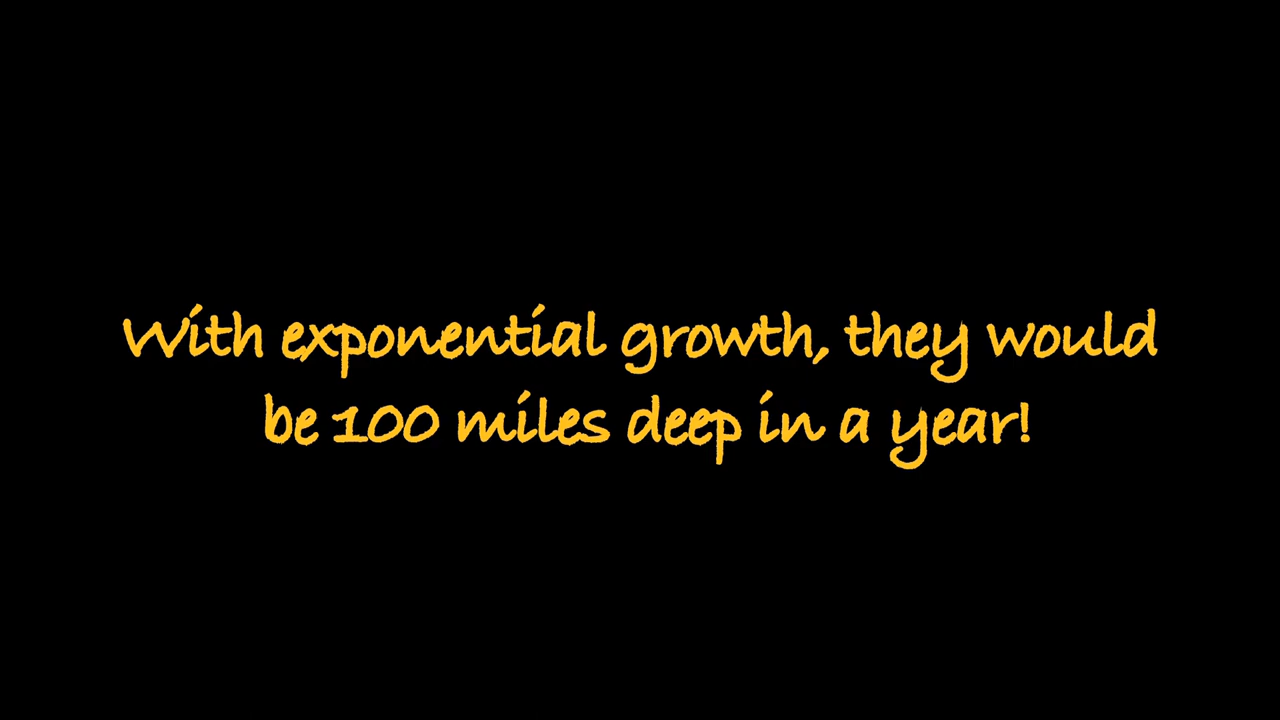 With exponential growth, they would
be 100 miles deep in a year!